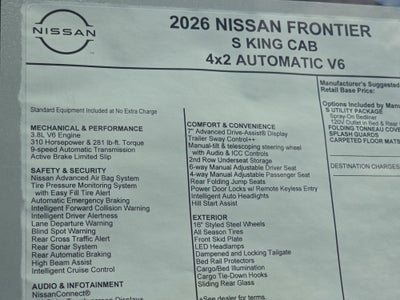 NISSAN
2026 NISSAN FRONTIER
S KING CAB
4x2 AUTOMATIC V6
Standard Equipment Included at No Extra Charge
MECHANICAL & PERFORMANCE
3.8L V6 Engine
310 Horsepower & 281 lb-ft. Torque
9-speed Automatic Transmission
Active Brake Limited Slip
SAFETY & SECURITY
Nissan Advanced Air Bag System
Tire Pressure Monitoring System
with Easy Fill Tire Alert
Automatic Emergency Braking
Intelligent Forward Collision Warning
Intelligent Driver Alertness
Lane Departure Warning
Blind Spot Warning
Rear Cross Traffic Alert
Rear Sonar System
Rear Automatic Braking
High Beam Assist
Intelligent Cruise Control
AUDIO & INFOTAINMENT
NissanConnect®
COMFORT & CONVENIENCE
7" Advanced Drive-Assist® Display
Trailer Sway Control+
Manual-tilt & telescoping steering wheel
with Audio & ICC Controls
2nd Row Underseat Storage
6-way Manual Adjustable Driver Seat
4-way Manual Adjustable Passenger Seat
Rear Folding Jump Seats
Power Door Locks w/ Remote Keyless Entry
Intelligent Auto Headlights
Hill Start Assist
EXTERIOR
16" Styled Steel Wheels
All Season Tires
Front Skid Plate
LED Headlamps
Dampened and Locking Tailgate
Bed Rail Protectors
Cargo/Bed Illumination
Cargo Tie-Down Hooks
Sliding Rear Glass
+See dealer for terms.
Manufacturer's Suggested
Retail Base Price:
Options Included by Manu
S UTILITY PACKAGE
Spray-On Bedliner
120V Outlet in Bed & Rear
FOLDING TONNEAU COVE
SPLASH GUARDS
CARPETED FLOOR MATS
DESTINATION CHARGES